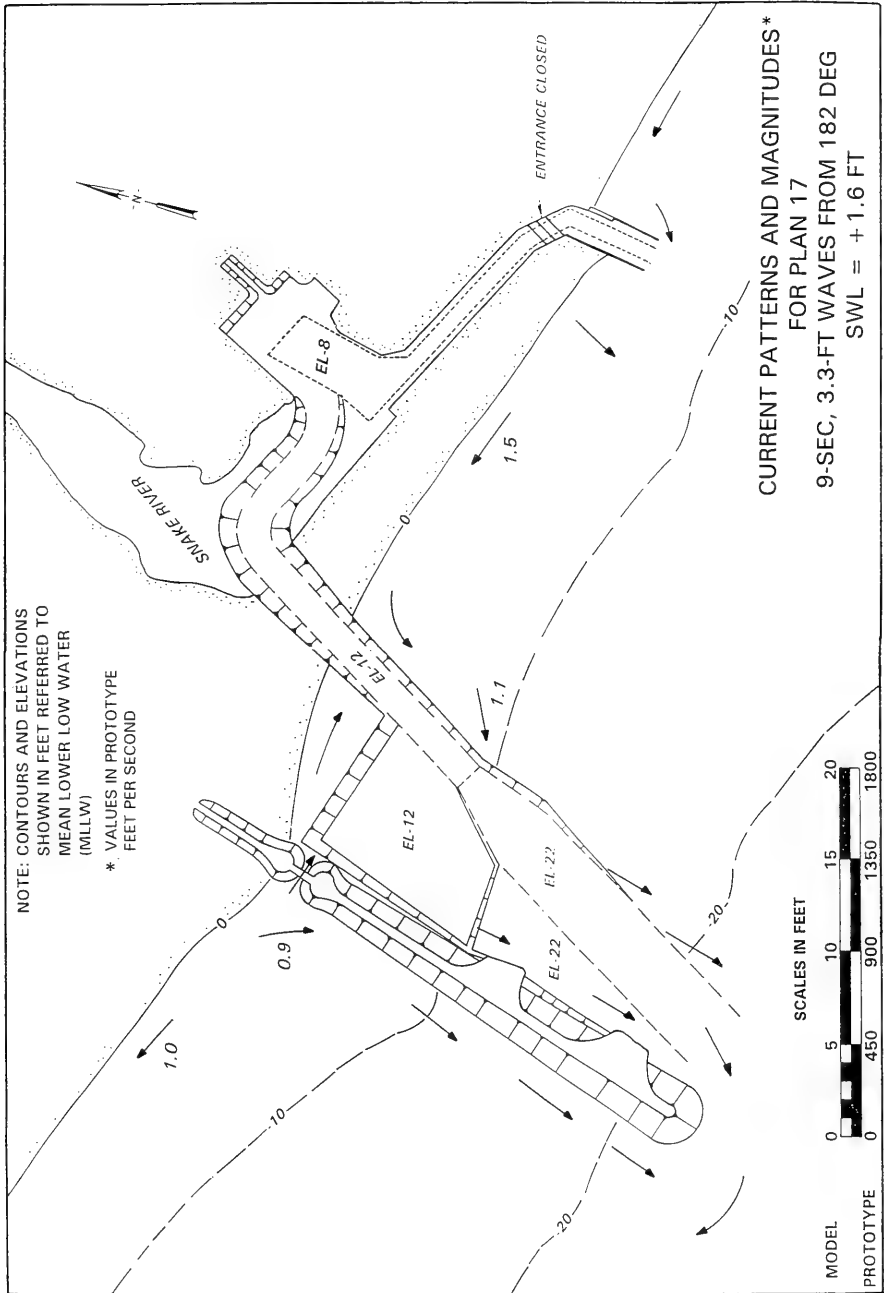 NOTE: CONTOURS AND ELEVATIONS
SHOWN IN FEET REFERRED TO
MEAN LOWER LOW WATER
(MLLW)
* VALUES IN PROTOTYPE
FEET PER SECOND
SNAKE RIVER
-N-
EL-8
ENTRANCE CLOSED
EL-12
0
0
0.9
1.0
1.5
1.1
EL-12
EL-22
EL-22
-10
-10
-20
-20
CURRENT PATTERNS AND MAGNITUDES*
FOR PLAN 17
9-SEC, 3.3-FT WAVES FROM 182 DEG
SWL = +1.6 FT
SCALES IN FEET
MODEL 0 5 10 15 20
PROTOTYPE 0 450 900 1350 1800